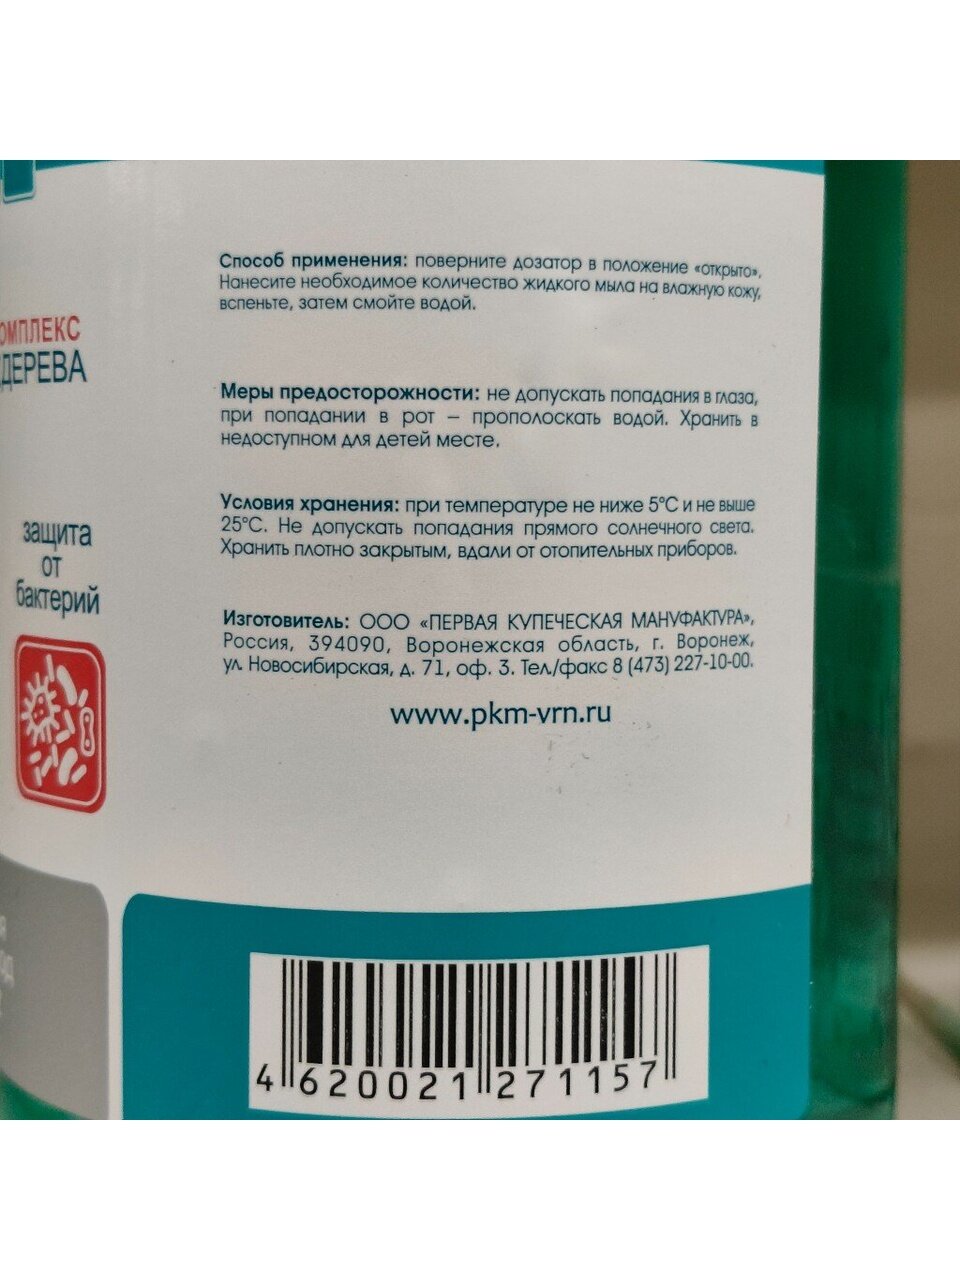 Способ применения: поверните дозатор в положение «открыто».
Нанесите необходимое количество жидкого мыла на влажную кожу,
вспеньте, затем смойте водой.
ОМПЛЕКС
ДЕРЕВА
Меры предосторожности: не допускать попадания в глаза,
при попадании в рот – прополоскать водой. Хранить в
недоступном для детей месте.
Условия хранения: при температуре не ниже 5°С и не выше
25°С. Не допускать попадания прямого солнечного света.
Хранить плотно закрытым, вдали от отопительных приборов.
защита
от
бактерий
Изготовитель: ООО «ПЕРВАЯ КУПЕЧЕСКАЯ МАНУФАКТУРА»,
Россия, 394090, Воронежская область, г. Воронеж,
ул. Новосибирская, д. 71, оф. 3. Тел./факс 8 (473) 227-10-00.
www.pkm-vrn.ru
4 620021 271157